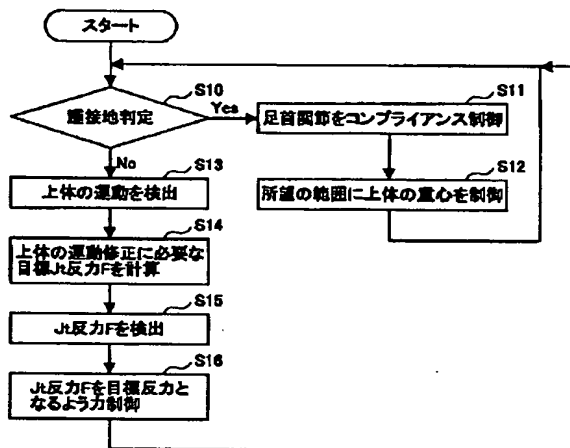 スタート
S10
踵接地判定
Yes
No
S11
足首関節をコンプライアンス制御
S12
所望の範囲に上体の重心を制御
S13
上体の運動を検出
S14
上体の運動修正に必要な
目標Jt反力Fを計算
S15
Jt反力Fを検出
S16
Jt反力Fを目標反力と
なるよう力制御